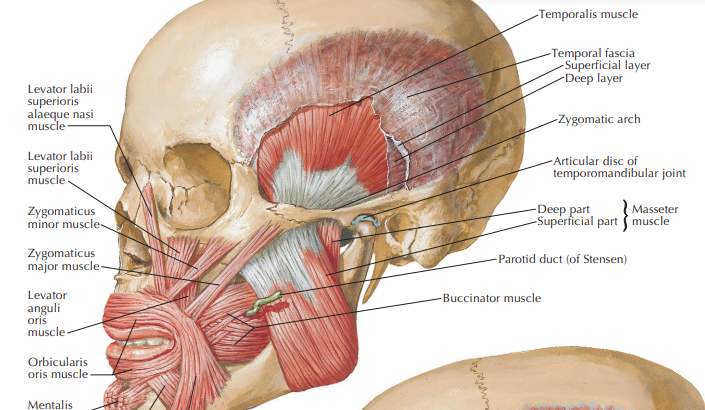 Temporalis muscle
Temporal fascia
Superficial layer
Deep layer
Zygomatic arch
Articular disc of
temporomandibular joint
Deep part
Superficial part
Masseter
muscle
Parotid duct (of Stensen)
Buccinator muscle
Levator labii
superioris
alaeque nasi
muscle
Levator labii
superioris
muscle
Zygomaticus
minor muscle
Zygomaticus
major muscle
Levator
anguli
oris
muscle
Orbicularis
oris muscle
Mentalis